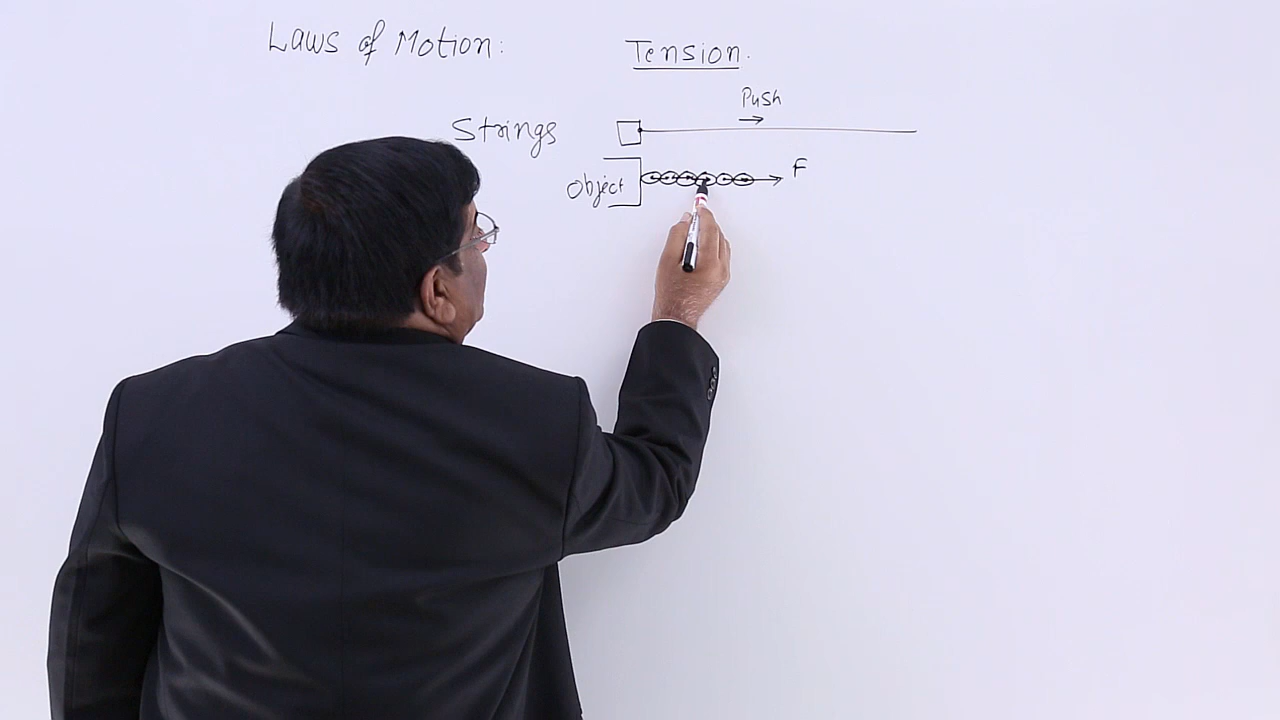 Laws of Motion:
Tension.
Push
Strings
F
Object